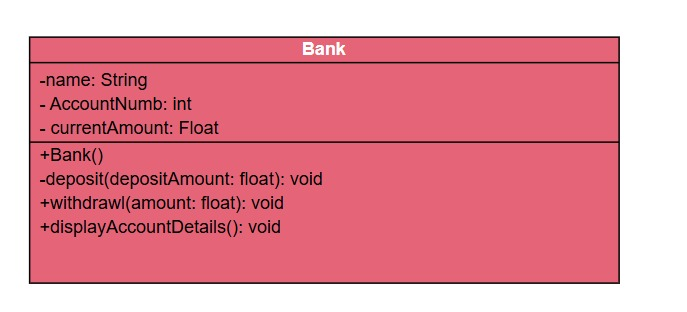 Bank
-name: String
- AccountNumb: int
- currentAmount: Float
+Bank()
-deposit(depositAmount: float): void
+withdrawl(amount: float): void
+displayAccountDetails(): void